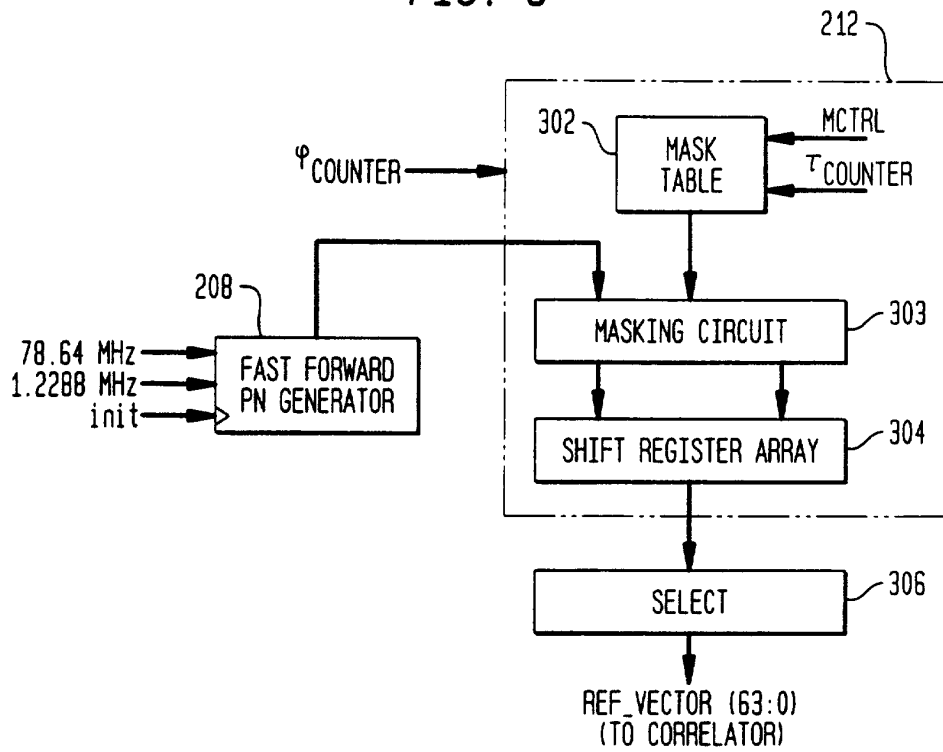 212
302
MASK
TABLE
MCTRL
τCOUNTER
φCOUNTER
208
78.64 MHz
1.2288 MHz
init
FAST FORWARD
PN GENERATOR
MASKING CIRCUIT
303
SHIFT REGISTER ARRAY
304
SELECT
306
REF_VECTOR (63:0)
(TO CORRELATOR)